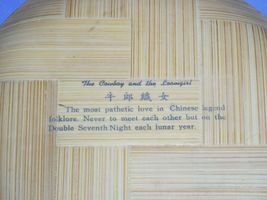 The Cowboy and the Loomgirl
牛郎織女
The most pathetic love in Chinese legend
folklore. Never to meet each other but on the
Double Seventh Night each lunar year.